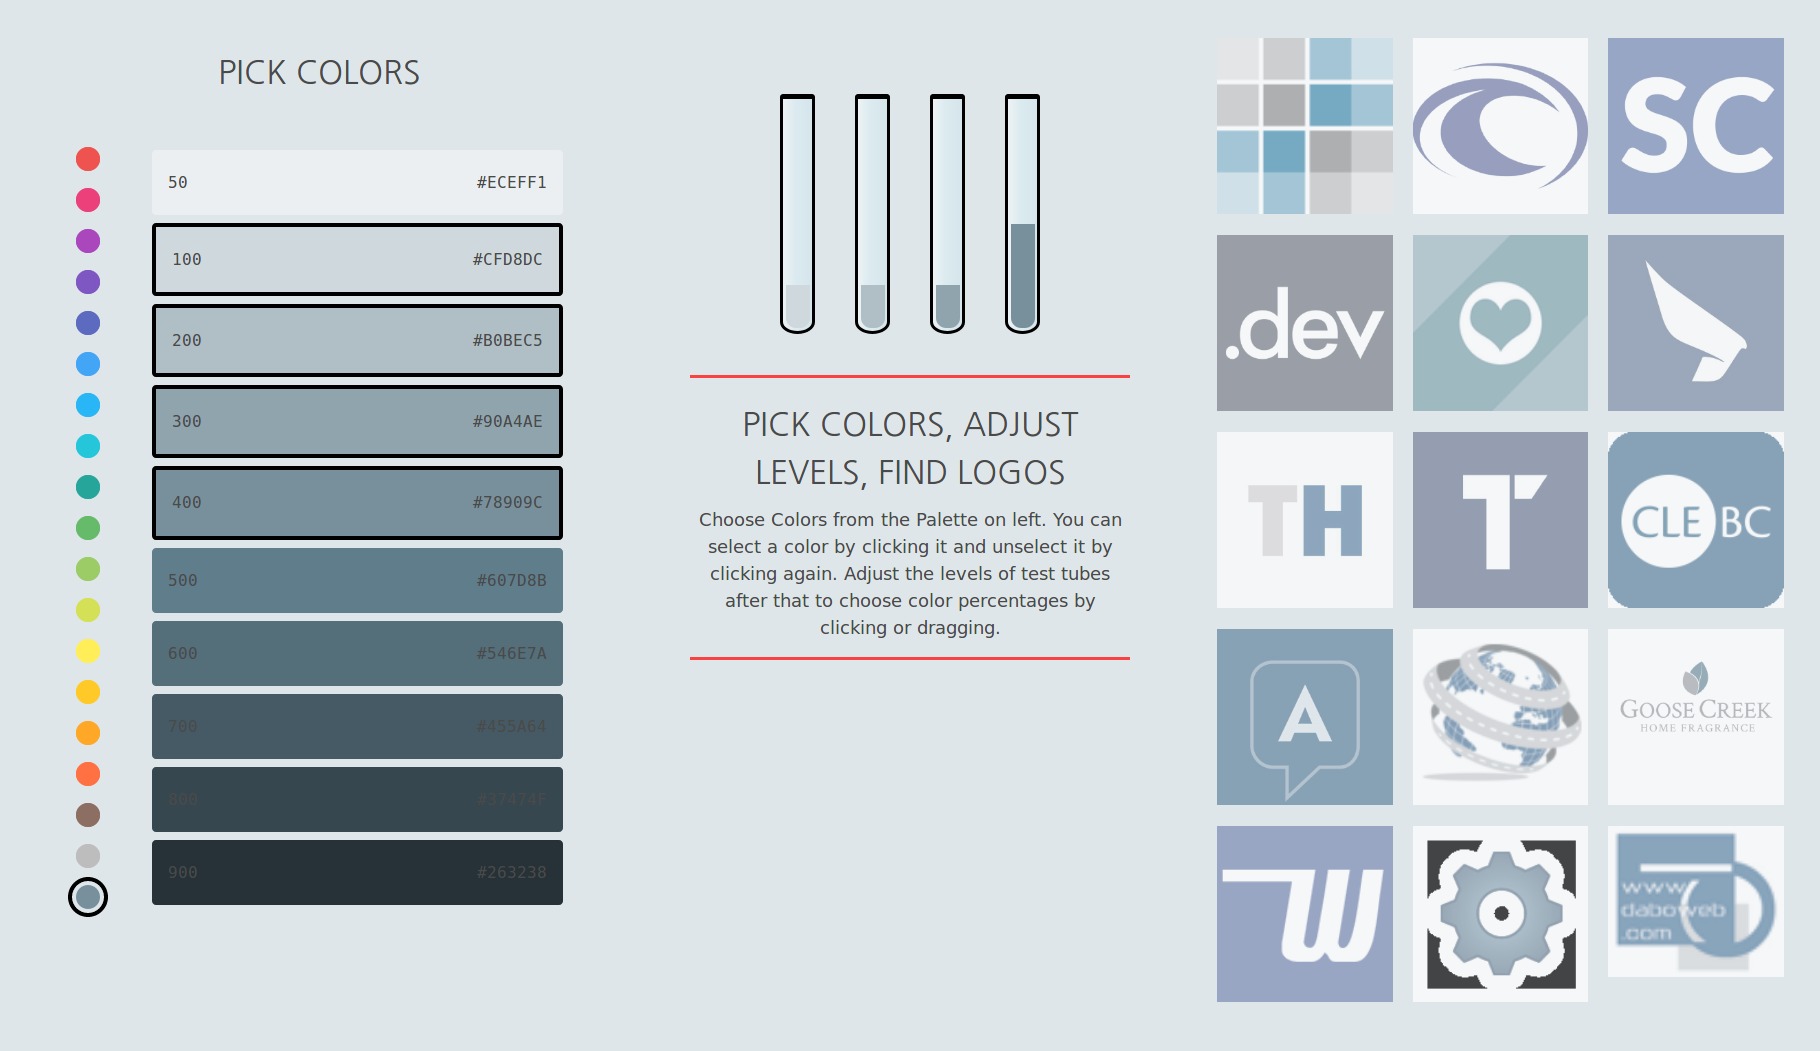 PICK COLORS
50 #ECEFF1
100 #CFD8DC
200 #B0BEC5
300 #90A4AE
400 #78909C
500 #607D8B
600 #546E7A
700 #455A64
800 #37474F
900 #263238
PICK COLORS, ADJUST
LEVELS, FIND LOGOS
Choose Colors from the Palette on left. You can
select a color by clicking it and unselect it by
clicking again. Adjust the levels of test tubes
after that to choose color percentages by
clicking or dragging.
SC
.dev
TH
T
CLE BC
A
GOOSE CREEK
HOME FRAGRANCE
W
www.
daboweb
.com